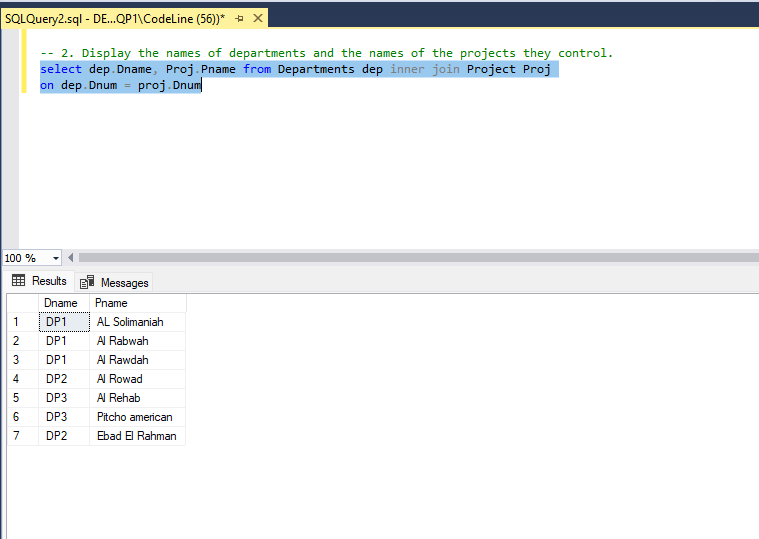 SQLQuery2.sql - DE...QP1\CodeLine (56))*
-- 2. Display the names of departments and the names of the projects they control.
select dep.Dname, Proj.Pname from Departments dep inner join Project Proj
on dep.Dnum = proj.Dnum
100 %
Results Messages
Dname Pname
1 DP1 AL Solimaniah
2 DP1 Al Rabwah
3 DP1 Al Rawdah
4 DP2 Al Rowad
5 DP3 Al Rehab
6 DP3 Pitcho american
7 DP2 Ebad El Rahman